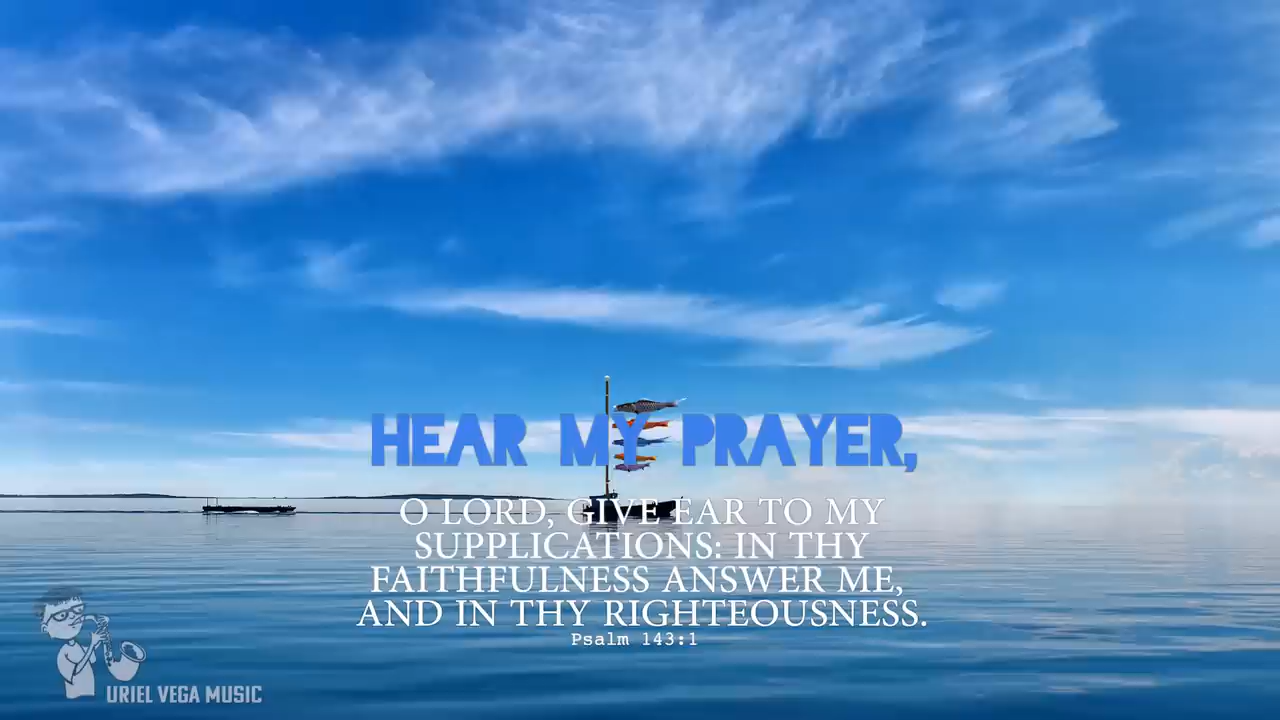 HEAR MY PRAYER,
O LORD, GIVE EAR TO MY
SUPPLICATIONS: IN THY
FAITHFULNESS ANSWER ME,
AND IN THY RIGHTEOUSNESS.
Psalm 143:1
URIEL VEGA MUSIC